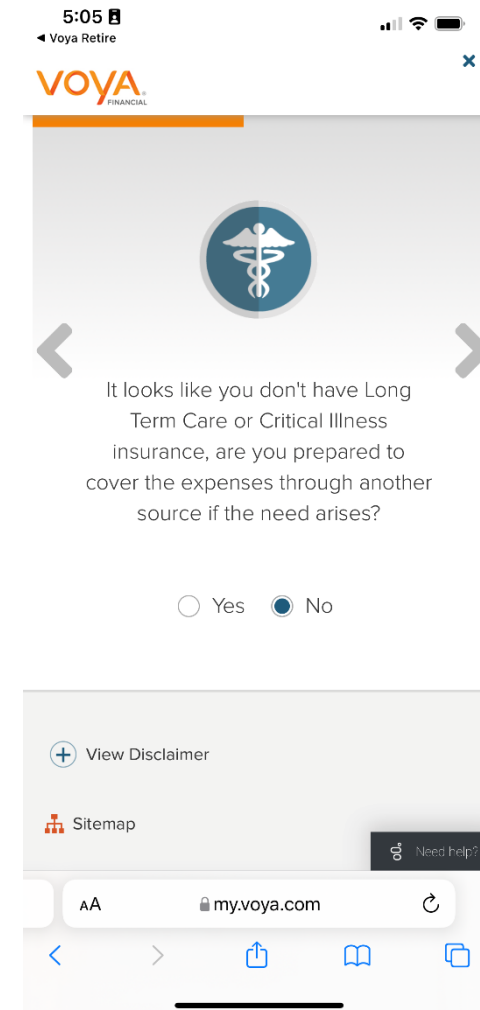 5:05
◀ Voya Retire
VOYA
FINANCIAL
It looks like you don't have Long
Term Care or Critical Illness
insurance, are you prepared to
cover the expenses through another
source if the need arises?
Yes No
View Disclaimer
Sitemap
Need help?
AA my.voya.com